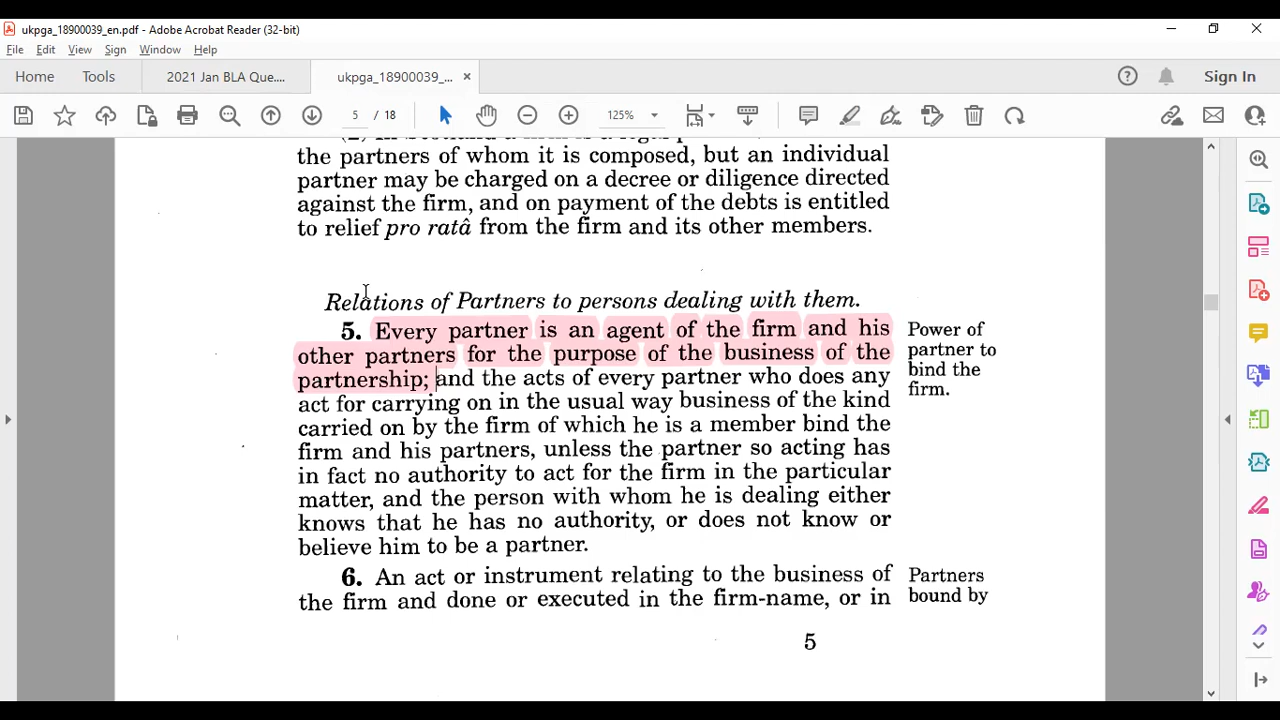 ukpga_18900039_en.pdf - Adobe Acrobat Reader (32-bit)
File Edit View Sign Window Help
Home Tools 2021 Jan BLA Que.... ukpga_18900039_... × Sign In
5 / 18 125%
the partners of whom it is composed, but an individual
partner may be charged on a decree or diligence directed
against the firm, and on payment of the debts is entitled
to relief pro ratâ from the firm and its other members.
Relations of Partners to persons dealing with them.
5. Every partner is an agent of the firm and his
other partners for the purpose of the business of the
partnership; and the acts of every partner who does any
act for carrying on in the usual way business of the kind
carried on by the firm of which he is a member bind the
firm and his partners, unless the partner so acting has
in fact no authority to act for the firm in the particular
matter, and the person with whom he is dealing either
knows that he has no authority, or does not know or
believe him to be a partner.
Power of
partner to
bind the
firm.
6. An act or instrument relating to the business of
the firm and done or executed in the firm-name, or in
Partners
bound by
5